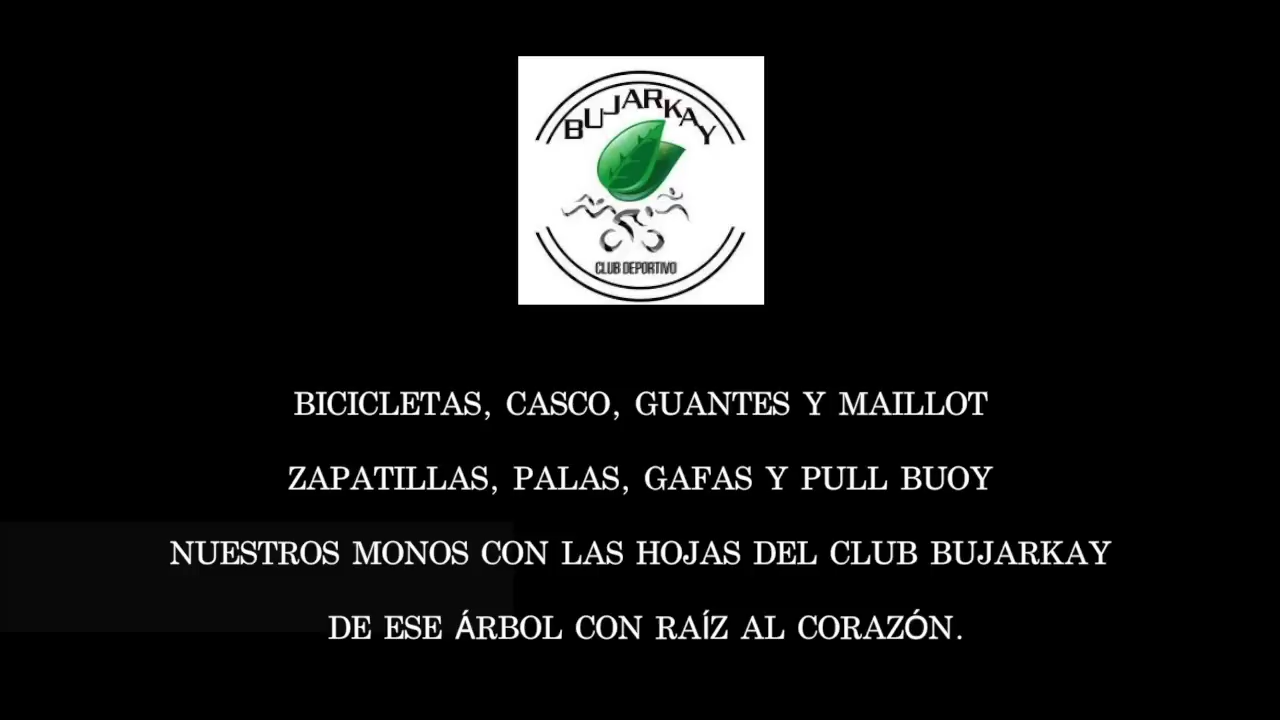 BUJARKAY
CLUB DEPORTIVO
BICICLETAS, CASCO, GUANTES Y MAILLOT
ZAPATILLAS, PALAS, GAFAS Y PULL BUOY
NUESTROS MONOS CON LAS HOJAS DEL CLUB BUJARKAY
DE ESE ÁRBOL CON RAÍZ AL CORAZÓN.